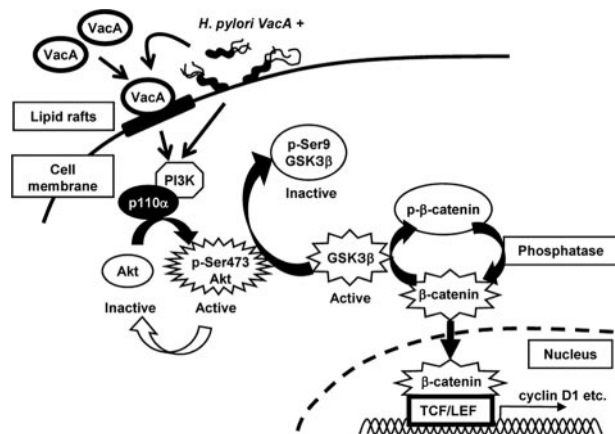 H. pylori VacA +
VacA
VacA
VacA
Lipid rafts
Cell
membrane
PI3K
p110α
p-Ser9
GSK3β
Inactive
Akt
Inactive
p-Ser473
Akt
Active
GSK3β
Active
p-β-catenin
Phosphatase
β-catenin
Nucleus
β-catenin
TCF/LEF
cyclin D1 etc.